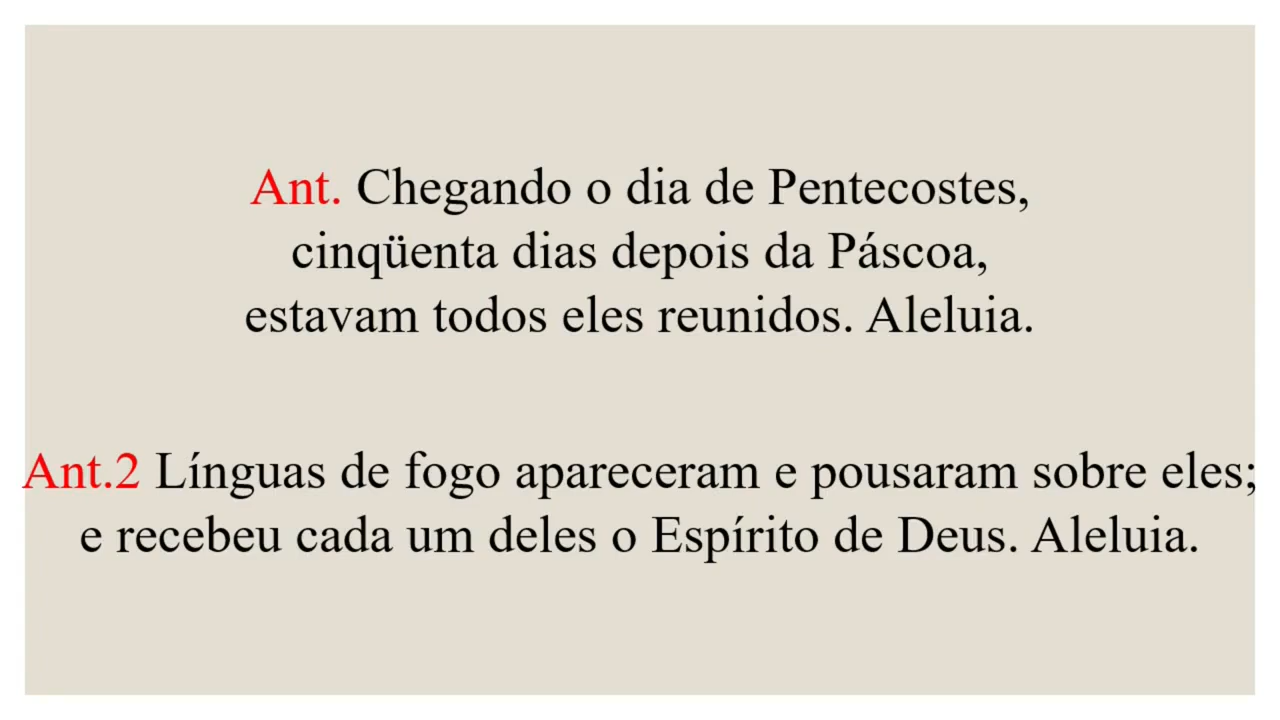 Ant. Chegando o dia de Pentecostes,
cinqüenta dias depois da Páscoa,
estavam todos eles reunidos. Aleluia.
Ant.2 Línguas de fogo apareceram e pousaram sobre eles;
e recebeu cada um deles o Espírito de Deus. Aleluia.